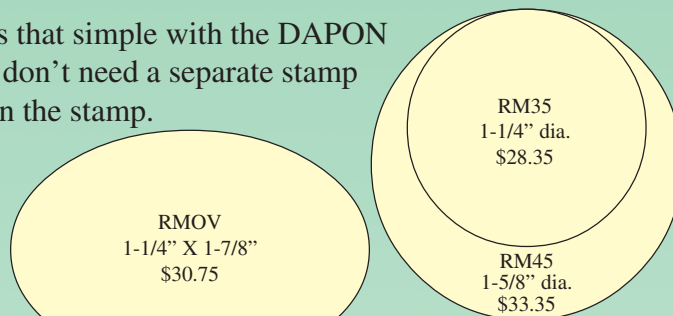 s that simple with the DAPON
don’t need a separate stamp
n the stamp.
RM35
1-1/4” dia.
$28.35
RMOV
1-1/4” X 1-7/8”
$30.75
RM45
1-5/8” dia.
$33.35